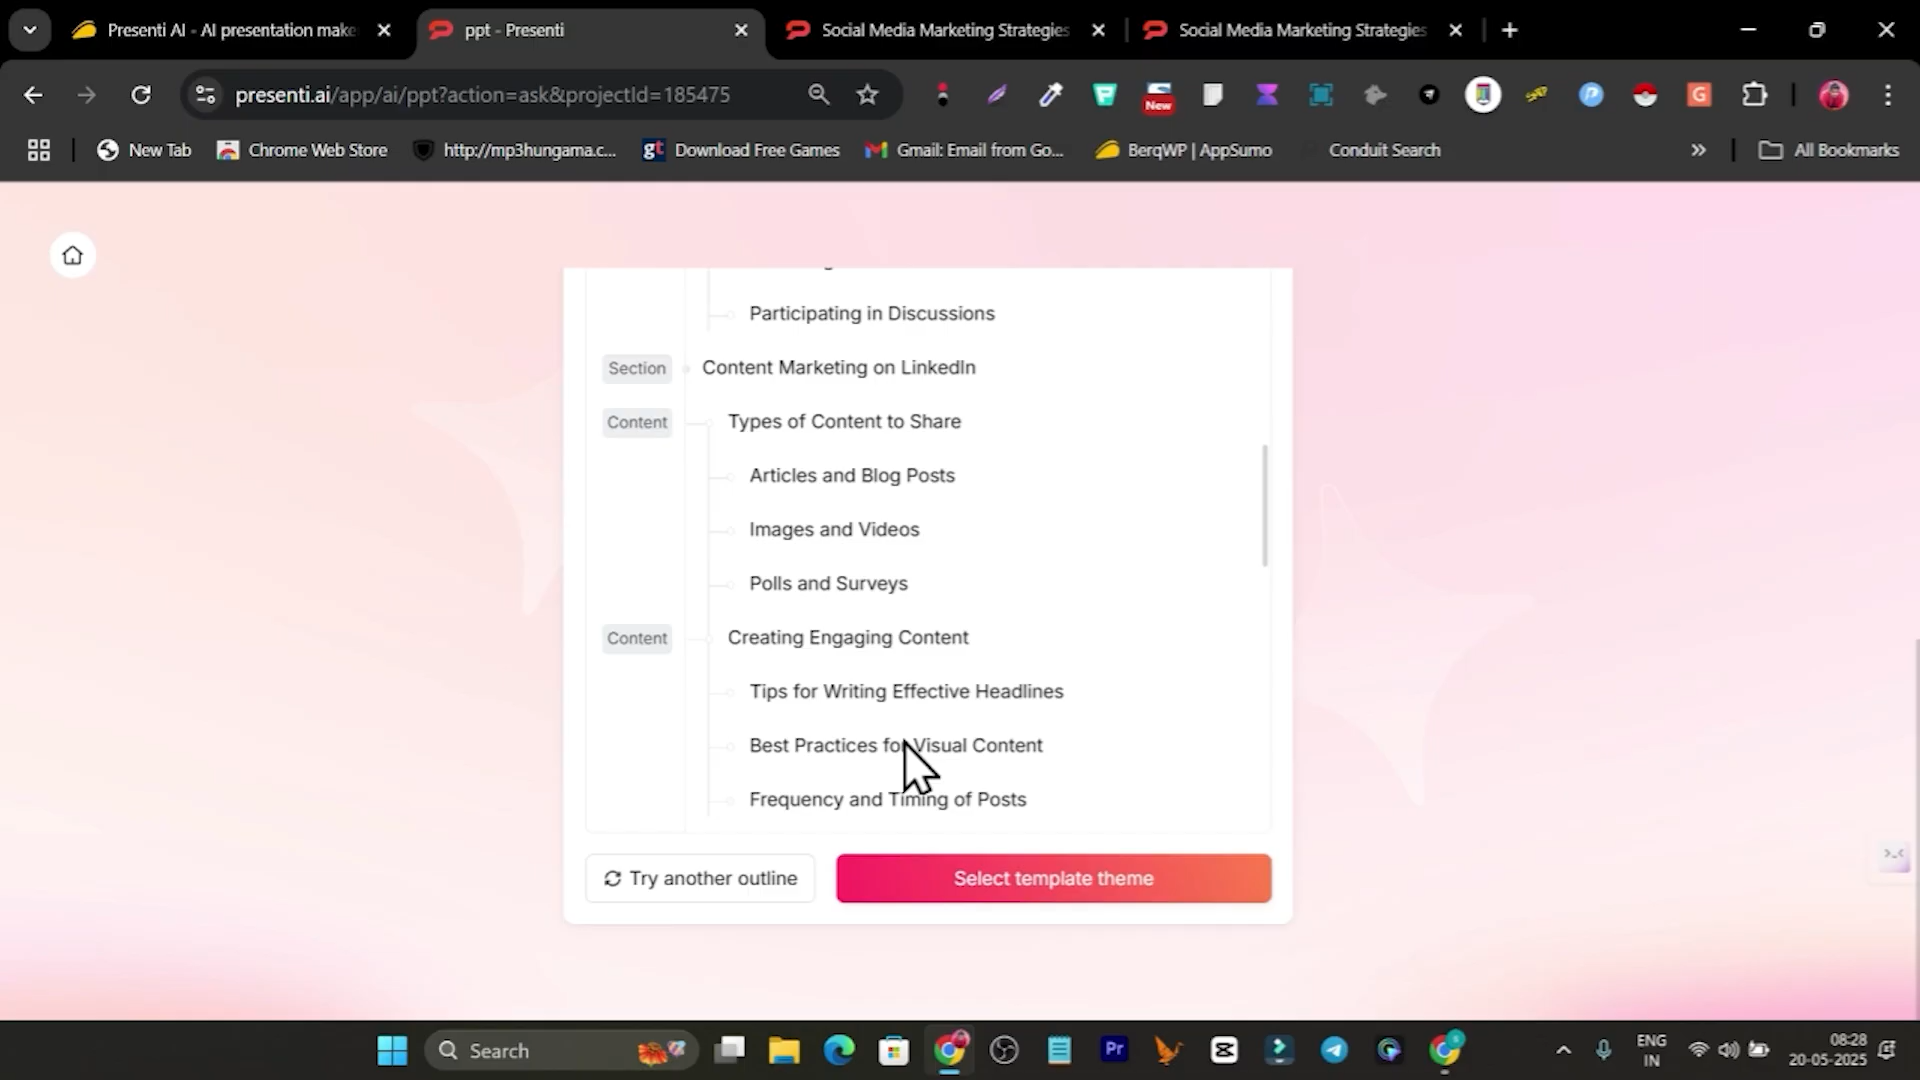 Presenti AI - AI presentation make
ppt - Presenti
Social Media Marketing Strategies
Social Media Marketing Strategies
presenti.ai/app/ai/ppt?action=ask&projectId=185475
New
New Tab
Chrome Web Store
http://mp3hungama.c...
gt
Download Free Games
Gmail: Email from Go...
BerqWP | AppSumo
Conduit Search
All Bookmarks
Participating in Discussions
Section
Content Marketing on LinkedIn
Content
Types of Content to Share
Articles and Blog Posts
Images and Videos
Polls and Surveys
Content
Creating Engaging Content
Tips for Writing Effective Headlines
Best Practices for Visual Content
Frequency and Timing of Posts
Try another outline
Select template theme
Search
Pr
ENG
IN
08:28
20-05-2025